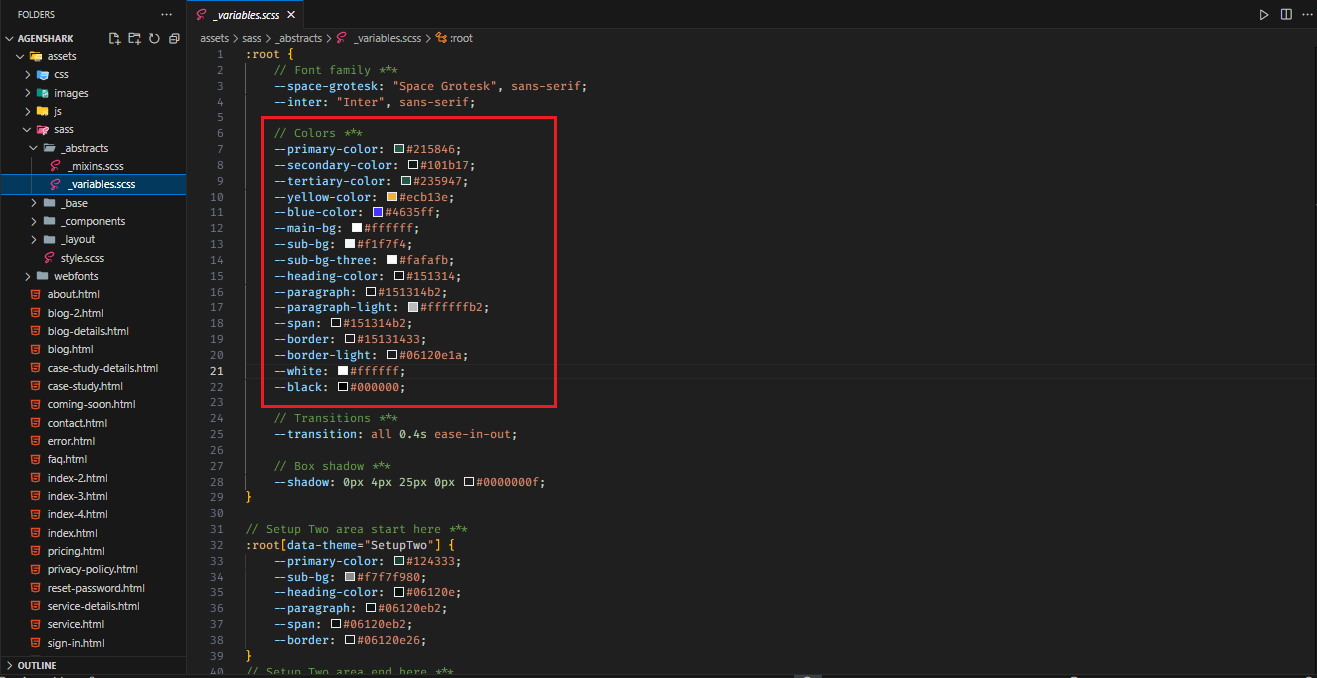 FOLDERS
_variables.scss
AGENSHARK
assets > sass > _abstracts > _variables.scss > :root
assets
css
images
js
sass
_abstracts
_mixins.scss
_variables.scss
_base
_components
_layout
style.scss
webfonts
about.html
blog-2.html
blog-details.html
blog.html
case-study-details.html
case-study.html
coming-soon.html
contact.html
error.html
faq.html
index-2.html
index-3.html
index-4.html
index.html
pricing.html
privacy-policy.html
reset-password.html
service-details.html
service.html
sign-in.html
OUTLINE
1 :root {
2 // Font family ***
3 --space-grotesk: "Space Grotesk", sans-serif;
4 --inter: "Inter", sans-serif;
5
6 // Colors ***
7 --primary-color: #215846;
8 --secondary-color: #101b17;
9 --tertiary-color: #235947;
10 --yellow-color: #ecb13e;
11 --blue-color: #4635ff;
12 --main-bg: #ffffff;
13 --sub-bg: #f1f7f4;
14 --sub-bg-three: #fafafb;
15 --heading-color: #151314;
16 --paragraph: #151314b2;
17 --paragraph-light: #ffffffb2;
18 --span: #151314b2;
19 --border: #15131433;
20 --border-light: #06120e1a;
21 --white: #ffffff;
22 --black: #000000;
23
24 // Transitions ***
25 --transition: all 0.4s ease-in-out;
26
27 // Box shadow ***
28 --shadow: 0px 4px 25px 0px #0000000f;
29 }
30
31 // Setup Two area start here ***
32 :root[data-theme="SetupTwo"] {
33 --primary-color: #124333;
34 --sub-bg: #f7f7f980;
35 --heading-color: #06120e;
36 --paragraph: #06120eb2;
37 --span: #06120eb2;
38 --border: #06120e26;
39 }
40 // Setup Two area end here ***